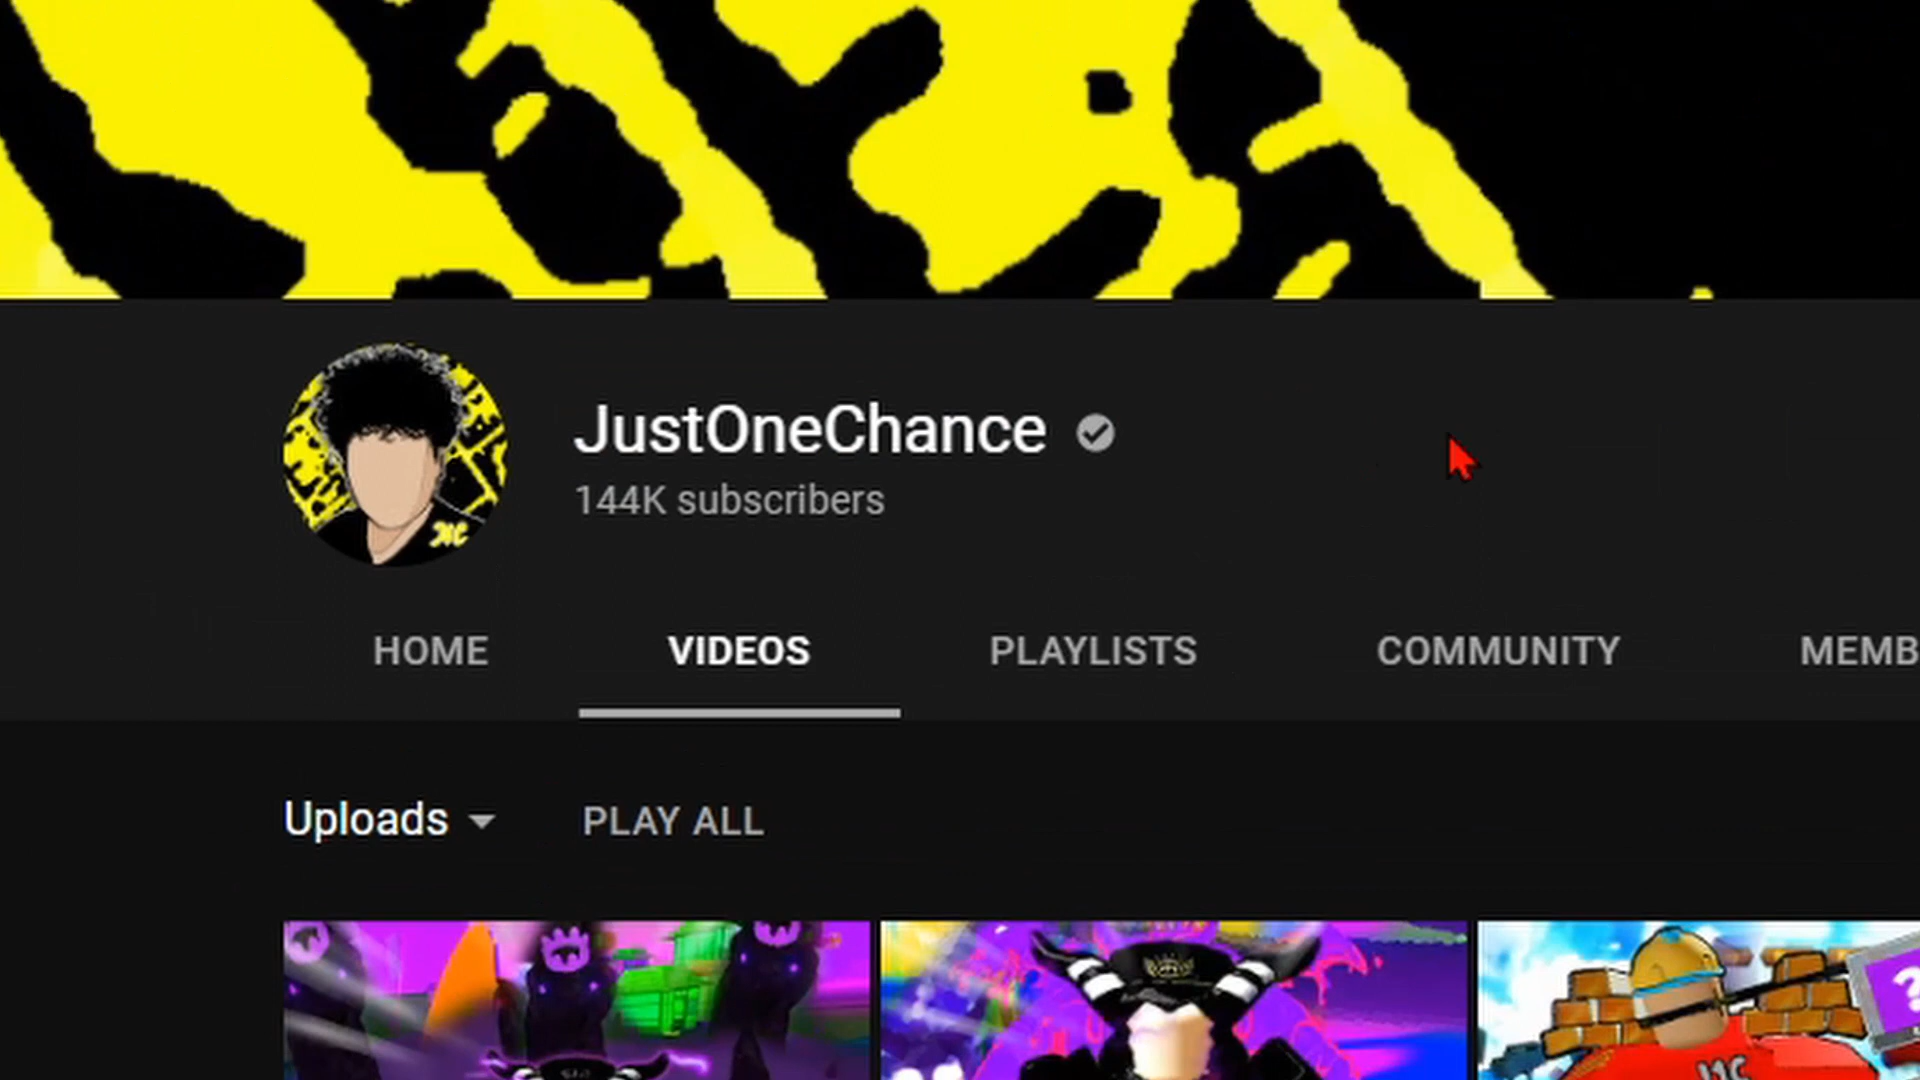 JustOneChance
144K subscribers
HOME VIDEOS PLAYLISTS COMMUNITY MEMB
Uploads PLAY ALL
?